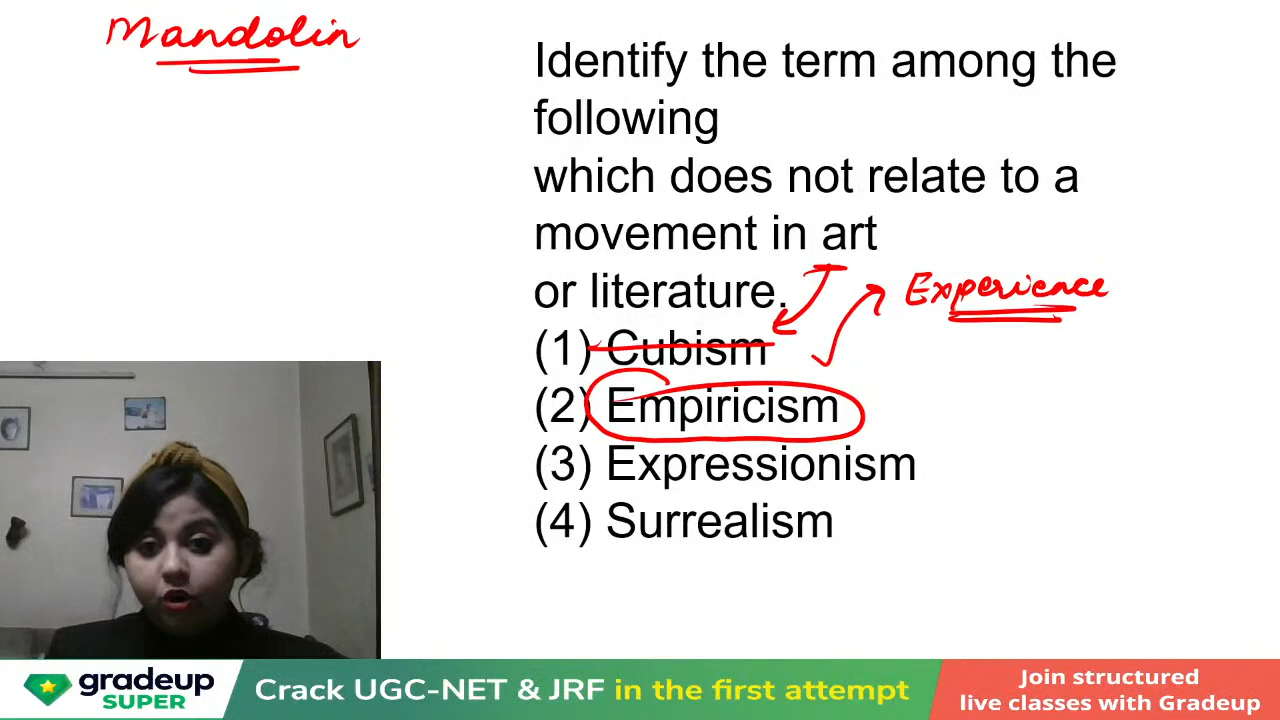 Mandolin
Identify the term among the
following
which does not relate to a
movement in art
or literature.
Experience
(1) Cubism
(2) Empiricism
(3) Expressionism
(4) Surrealism
gradeup
SUPER
Crack UGC-NET & JRF in the first attempt
Join structured
live classes with Gradeup